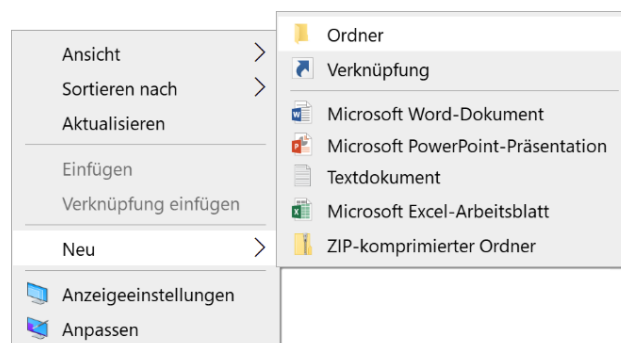 Ansicht
Sortieren nach
Aktualisieren
Einfügen
Verknüpfung einfügen
Neu
Anzeigeeinstellungen
Anpassen
Ordner
Verknüpfung
Microsoft Word-Dokument
Microsoft PowerPoint-Präsentation
Textdokument
Microsoft Excel-Arbeitsblatt
ZIP-komprimierter Ordner